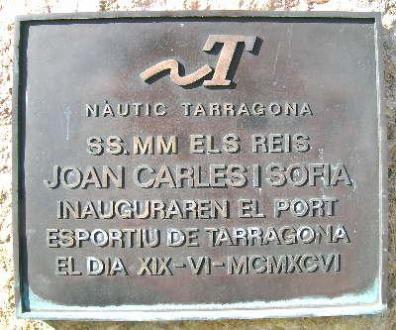 NÀUTIC TARRAGONA
SS.MM ELS REIS
JOAN CARLES I SOFIA
INAUGURAREN EL PORT
ESPORTIU DE TARRAGONA
EL DIA XIX-VI-MCMXCVI